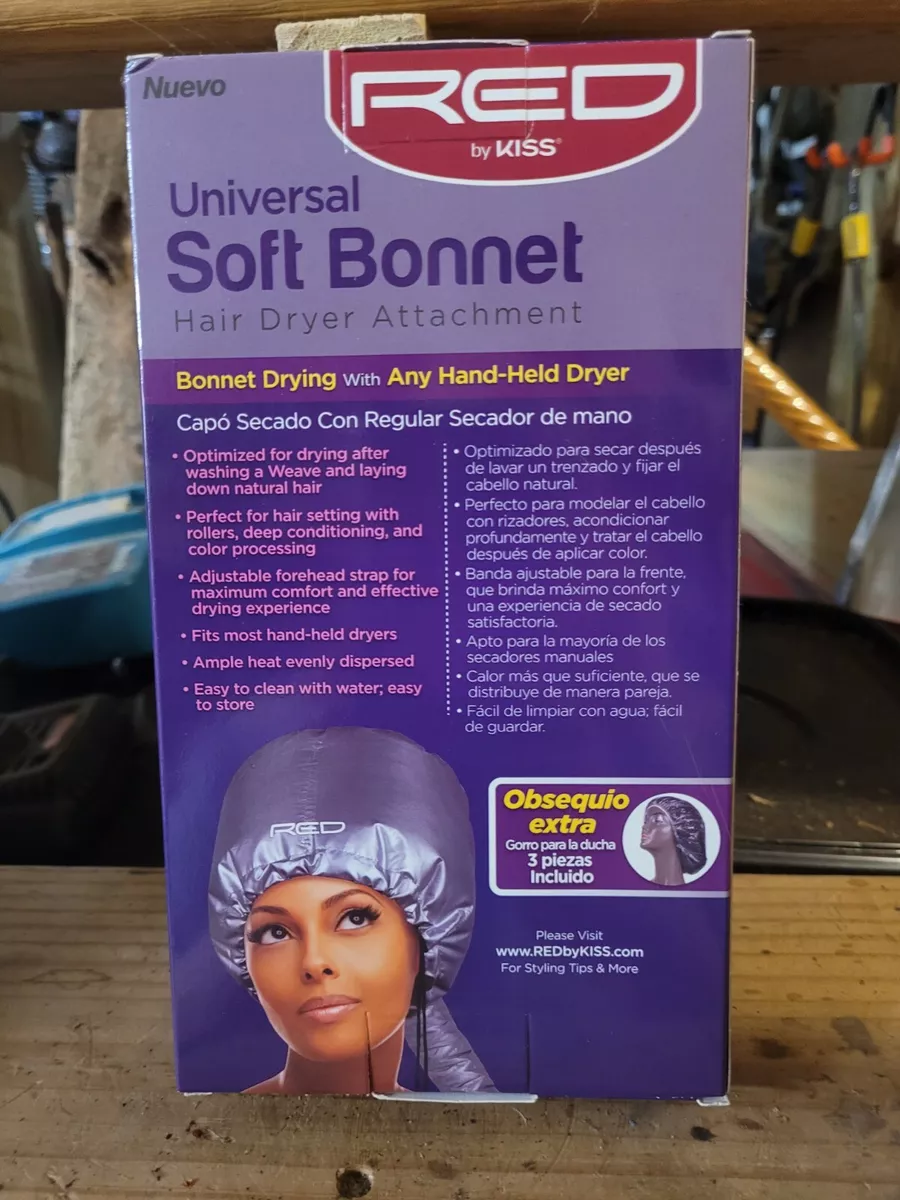 Nuevo
RED
by KISS®
Universal
Soft Bonnet
Hair Dryer Attachment
Bonnet Drying With Any Hand-Held Dryer
Capó Secado Con Regular Secador de mano
• Optimized for drying after
washing a Weave and laying
down natural hair
• Perfect for hair setting with
rollers, deep conditioning, and
color processing
• Adjustable forehead strap for
maximum comfort and effective
drying experience
• Fits most hand-held dryers
• Ample heat evenly dispersed
• Easy to clean with water; easy
to store
• Optimizado para secar después
de lavar un trenzado y fijar el
cabello natural.
• Perfecto para modelar el cabello
con rizadores, acondicionar
profundamente y tratar el cabello
después de aplicar color.
• Banda ajustable para la frente,
que brinda máximo confort y
una experiencia de secado
satisfactoria.
• Apto para la mayoría de los
secadores manuales
• Calor más que suficiente, que se
distribuye de manera pareja.
• Fácil de limpiar con agua; fácil
de guardar.
RED
Obsequio
extra
Gorro para la ducha
3 piezas
Incluido
Please Visit
www.REDbyKISS.com
For Styling Tips & More